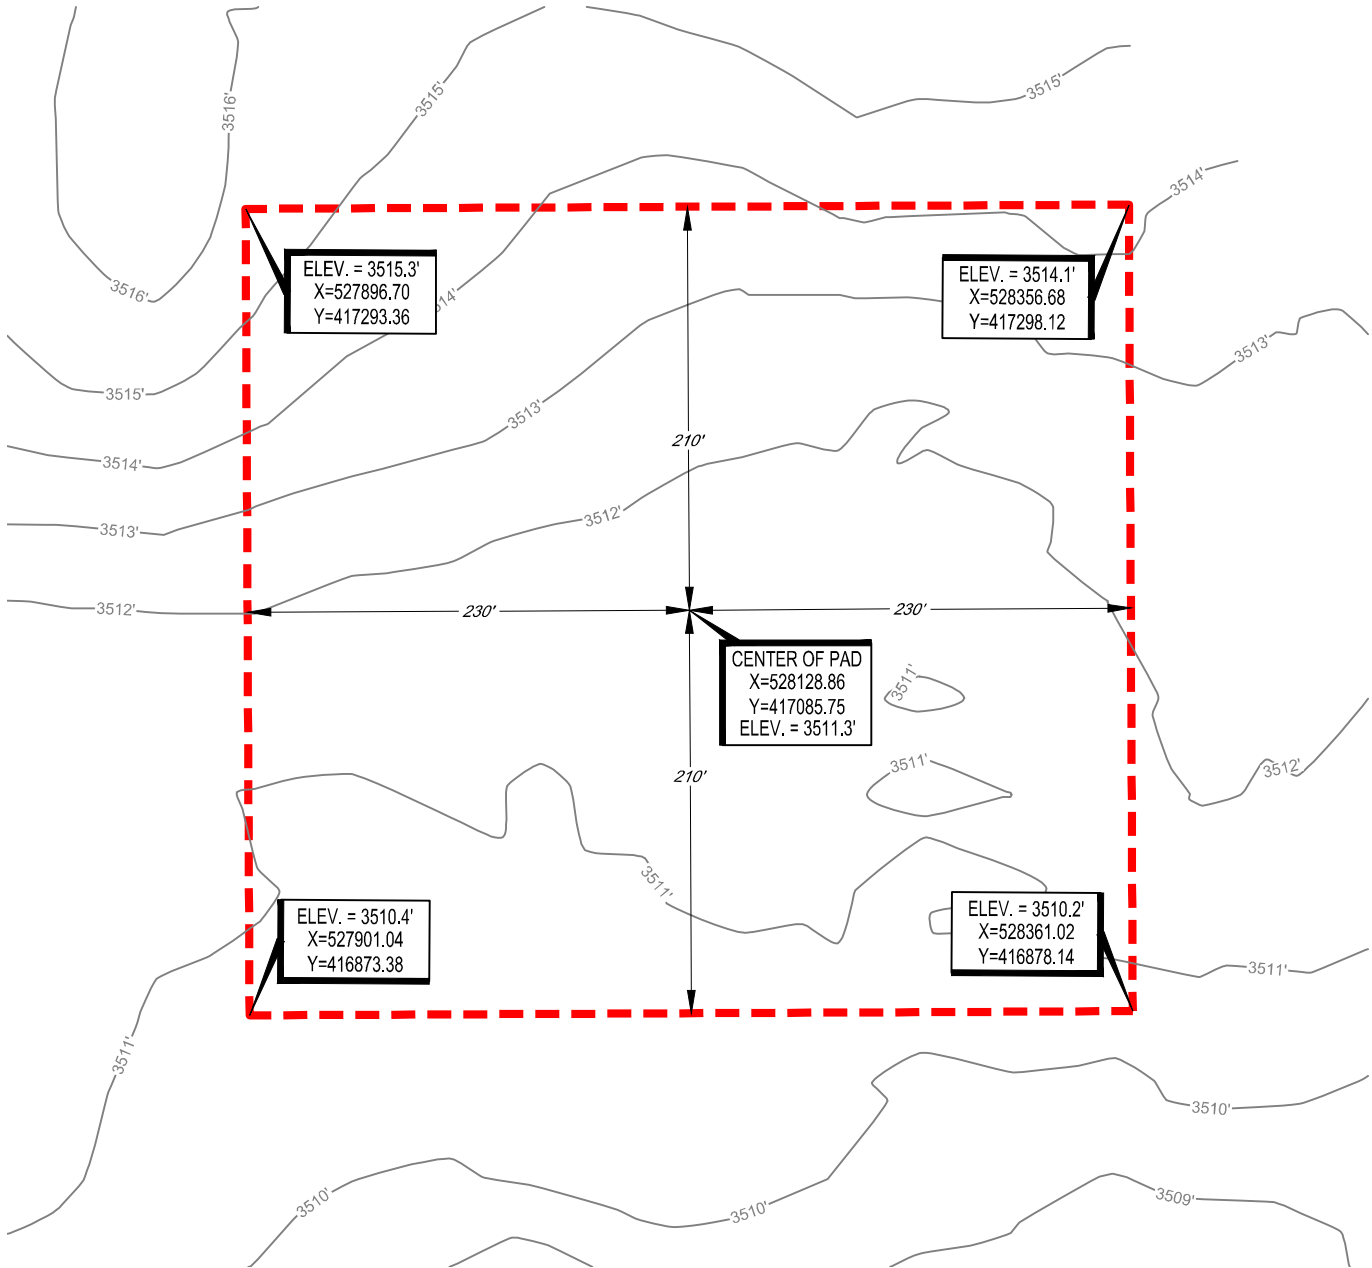 3516'
3515'
3515'
3514'
3516'
ELEV. = 3515.3'
X=527896.70
Y=417293.36
ELEV. = 3514.1'
X=528356.68
Y=417298.12
3513'
3515'
3513'
210'
3514'
3512'
3513'
3512'
230'
230'
CENTER OF PAD
X=528128.86
Y=417085.75
ELEV. = 3511.3'
3511'
210'
3511'
3512'
3511'
ELEV. = 3510.4'
X=527901.04
Y=416873.38
ELEV. = 3510.2'
X=528361.02
Y=416878.14
3511'
3511'
3510'
3510'
3510'
3509'